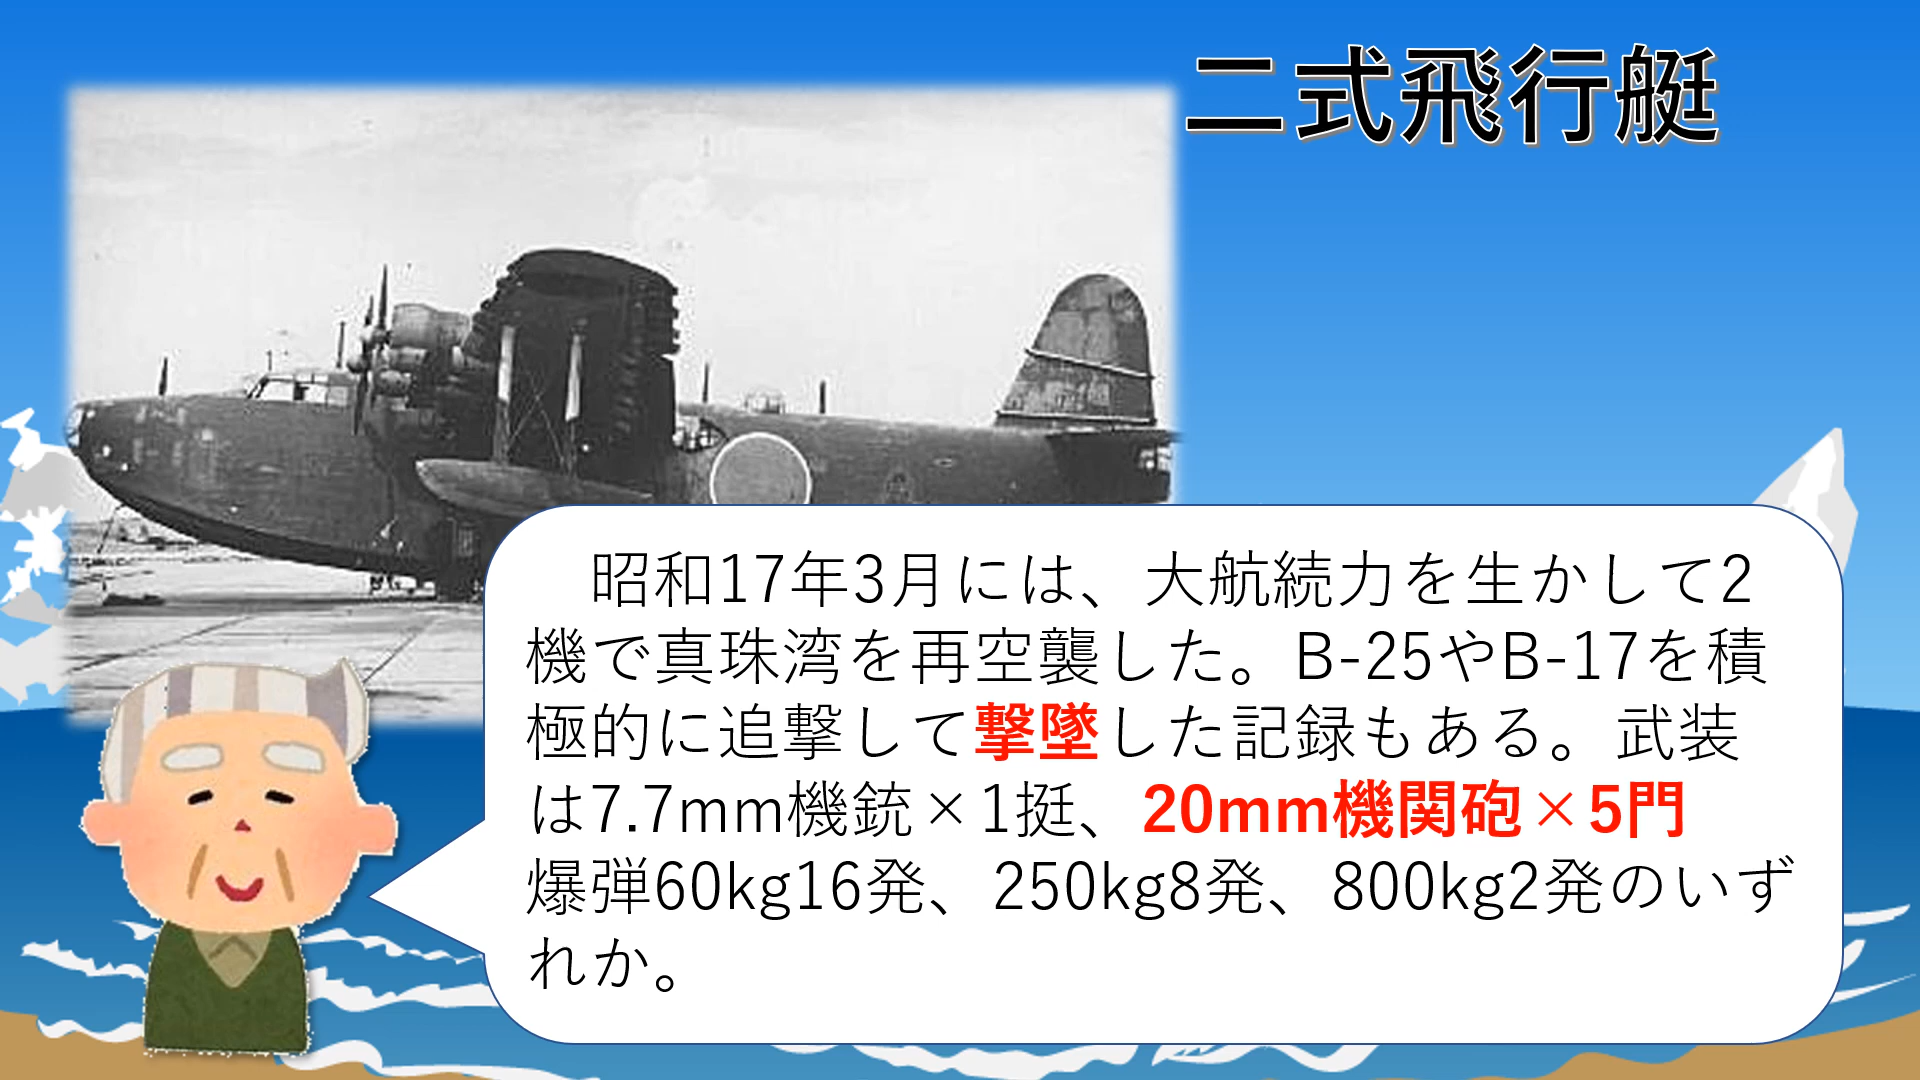 二式飛行艇
昭和17年3月には、大航続力を生かして2
機で真珠湾を再空襲した。B-25やB-17を積
極的に追撃して撃墜した記録もある。武装
は7.7mm機銃×1挺、20mm機関砲×5門
爆弾60kg16発、250kg8発、800kg2発のいず
れか。